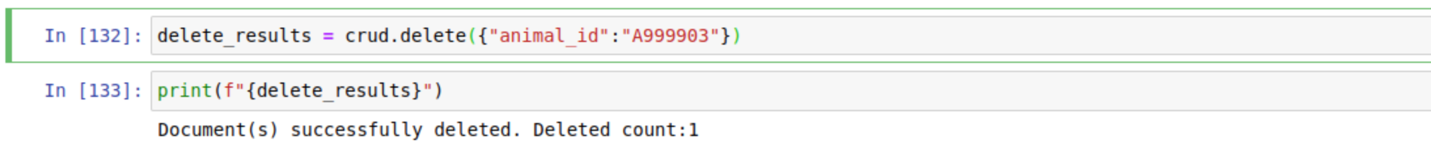 In [132]: delete_results = crud.delete({"animal_id":"A999903"})
In [133]: print(f"{delete_results}")
Document(s) successfully deleted. Deleted count:1